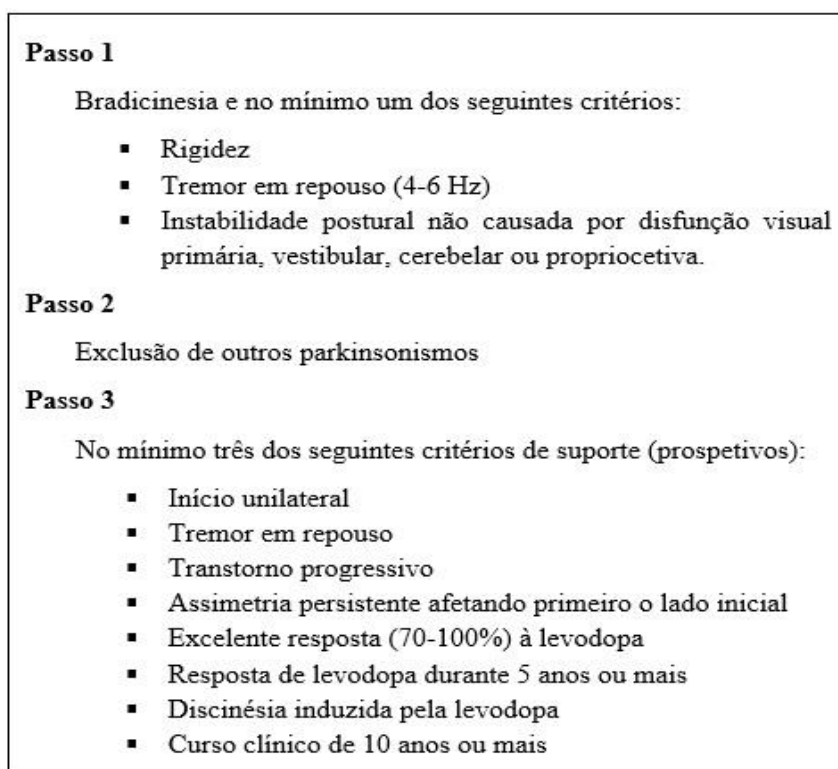 Passo 1
Bradicinesia e no mínimo um dos seguintes critérios:
▪ Rigidez
▪ Tremor em repouso (4-6 Hz)
▪ Instabilidade postural não causada por disfunção visual
primária, vestibular, cerebelar ou propriocetiva.
Passo 2
Exclusão de outros parkinsonismos
Passo 3
No mínimo três dos seguintes critérios de suporte (prospetivos):
▪ Início unilateral
▪ Tremor em repouso
▪ Transtorno progressivo
▪ Assimetria persistente afetando primeiro o lado inicial
▪ Excelente resposta (70-100%) à levodopa
▪ Resposta de levodopa durante 5 anos ou mais
▪ Discinésia induzida pela levodopa
▪ Curso clínico de 10 anos ou mais